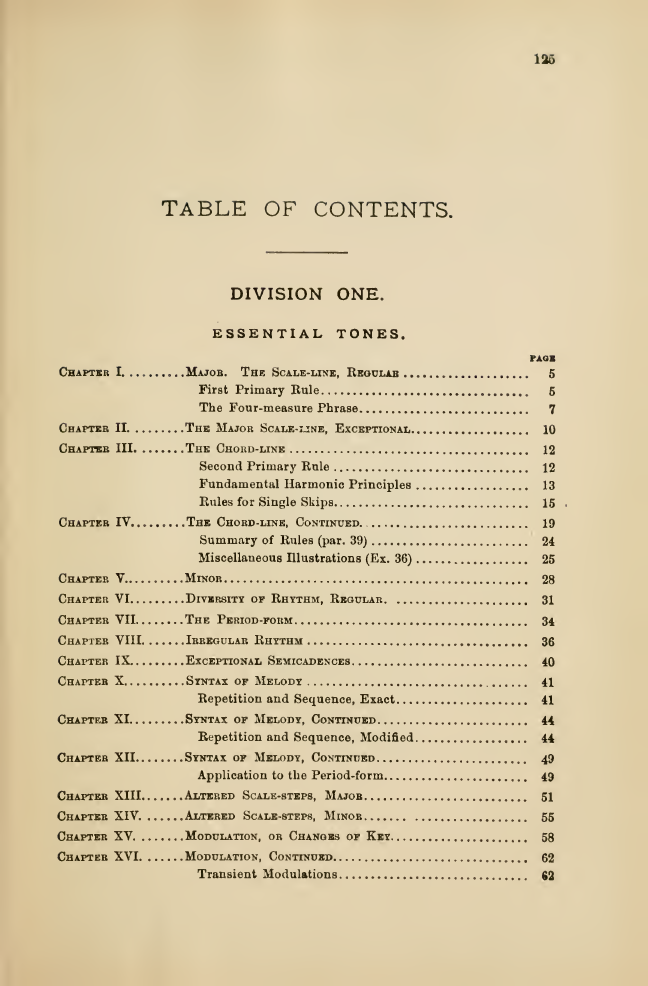 125
TABLE OF CONTENTS.
DIVISION ONE.
ESSENTIAL TONES.
PAGE
CHAPTER I. .........MAJOR. THE SCALE-LINE, REGULAR ................... 5
First Primary Rule............................. 5
The Four-measure Phrase....................... 7
CHAPTER II. ........THE MAJOR SCALE-LINE, EXCEPTIONAL.................. 10
CHAPTER III. .......THE CHORD-LINE .................................... 12
Second Primary Rule ........................... 12
Fundamental Harmonic Principles ................ 13
Rules for Single Skips.......................... 15
CHAPTER IV.........THE CHORD-LINE, CONTINUED. ........................ 19
Summary of Rules (par. 39) ...................... 24
Miscellaneous Illustrations (Ex. 36) ................ 25
CHAPTER V..........MINOR............................................... 28
CHAPTER VI.........DIVERSITY OF RHYTHM, REGULAR. .................... 31
CHAPTER VII. .......THE PERIOD-FORM.................................... 34
CHAPTER VIII. ......IRREGULAR RHYTHM .................................. 36
CHAPTER IX.........EXCEPTIONAL SEMICADENCES........................... 40
CHAPTER X..........SYNTAX OF MELODY .................................. 41
Repetition and Sequence, Exact................... 41
CHAPTER XI. ........SYNTAX OF MELODY, CONTINUED...................... 44
Repetition and Sequence, Modified................ 44
CHAPTER XII........SYNTAX OF MELODY, CONTINUED...................... 49
Application to the Period-form.................... 49
CHAPTER XIII.......ALTERED SCALE-STEPS, MAJOR......................... 51
CHAPTER XIV. ......ALTERED SCALE-STEPS, MINOR....... ................. 55
CHAPTER XV. .......MODULATION, OR CHANGES OF KEY.................... 58
CHAPTER XVI. ......MODULATION, CONTINUED............................. 62
Transient Modulations............................ 62